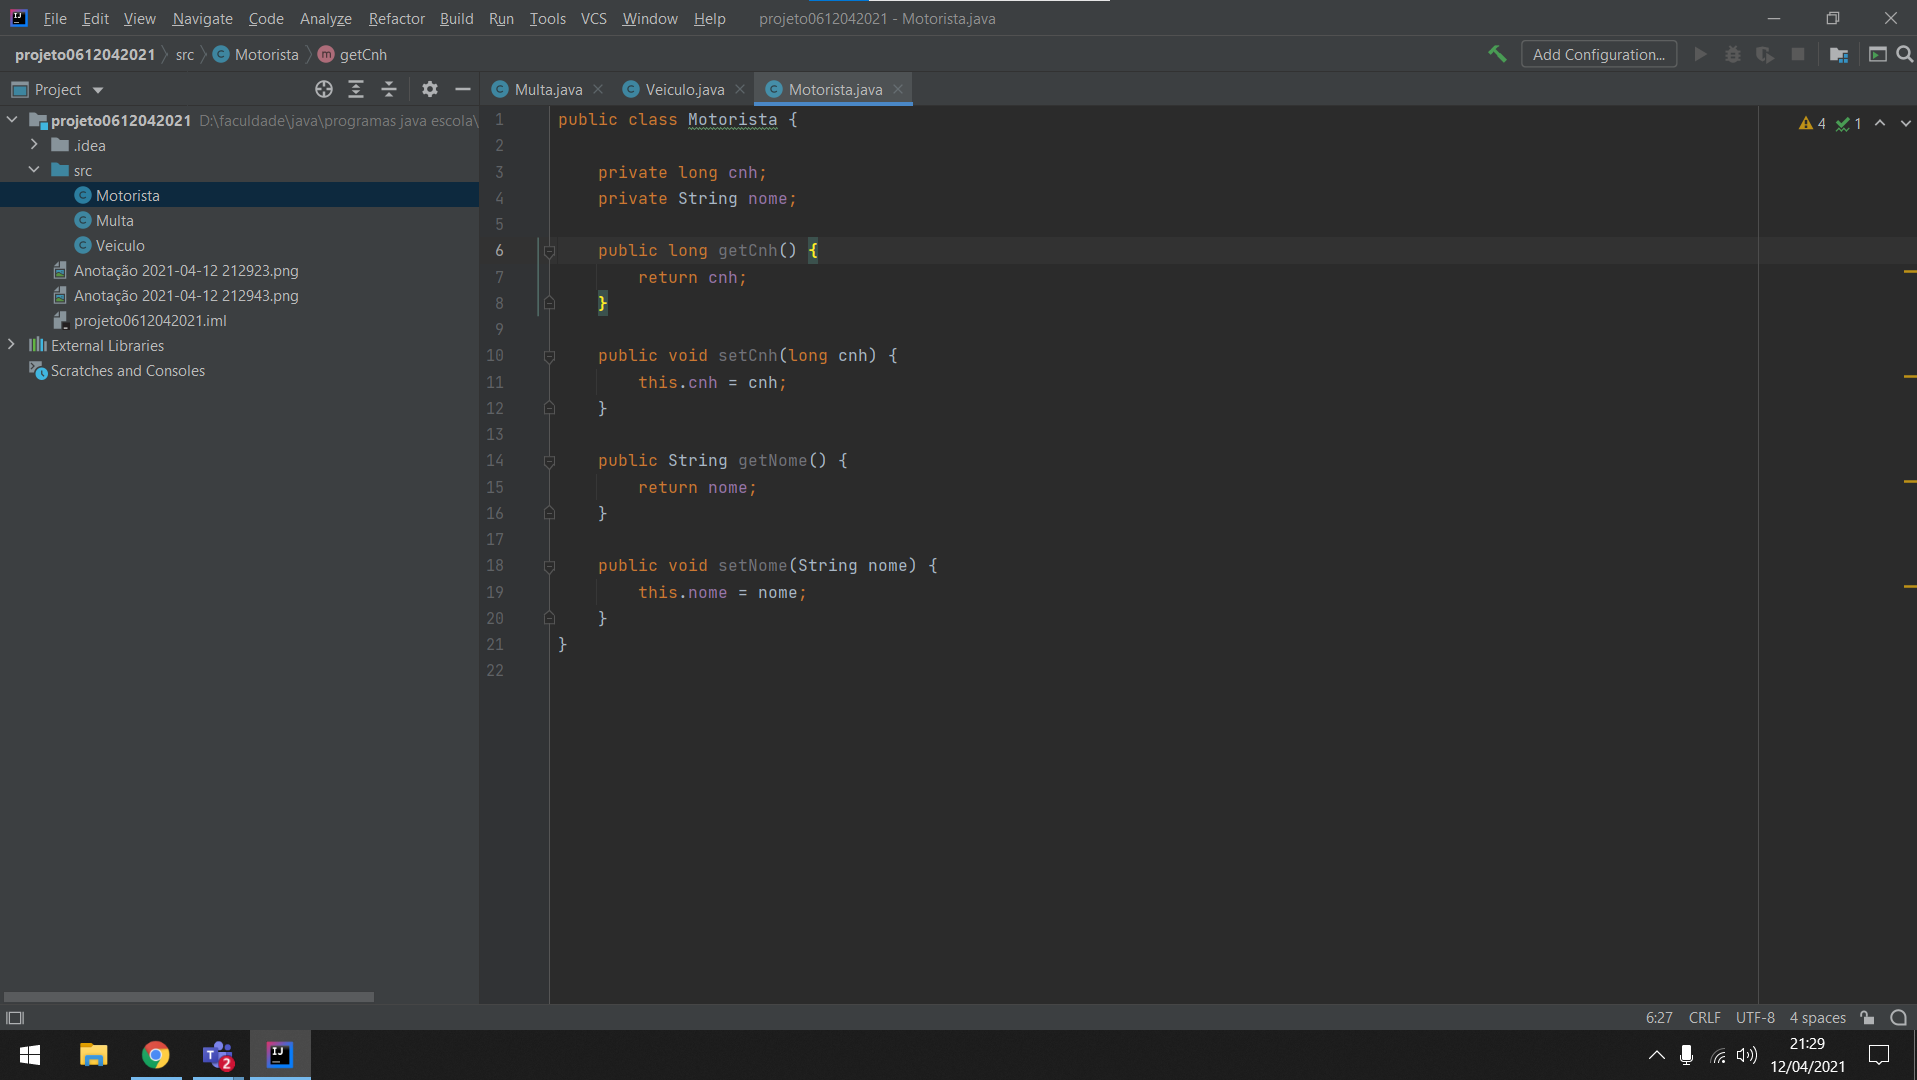 File Edit View Navigate Code Analyze Refactor Build Run Tools VCS Window Help projeto0612042021 - Motorista.java
projeto0612042021 src Motorista getCnh Add Configuration...
Project
Multa.java Veiculo.java Motorista.java
projeto0612042021 D:\faculdade\java\programas java escola\
.idea
src
Motorista
Multa
Veiculo
Anotação 2021-04-12 212923.png
Anotação 2021-04-12 212943.png
projeto0612042021.iml
External Libraries
Scratches and Consoles
4 1
1 public class Motorista {
2
3 private long cnh;
4 private String nome;
5
6 public long getCnh() {
7 return cnh;
8 }
9
10 public void setCnh(long cnh) {
11 this.cnh = cnh;
12 }
13
14 public String getNome() {
15 return nome;
16 }
17
18 public void setNome(String nome) {
19 this.nome = nome;
20 }
21 }
22
6:27 CRLF UTF-8 4 spaces
2
21:29
12/04/2021